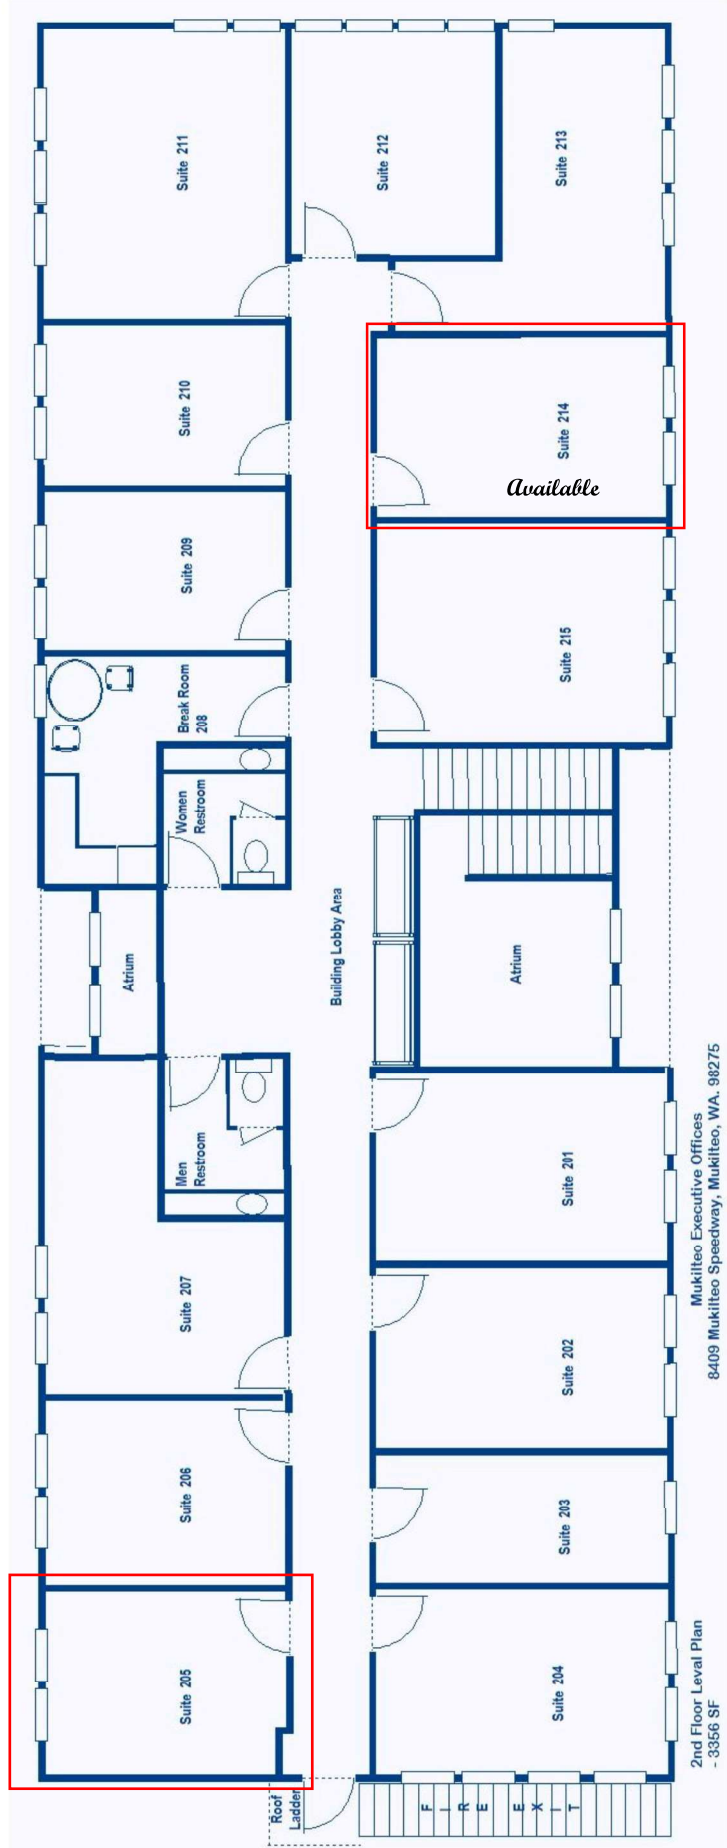 Suite 211
Suite 212
Suite 213
Suite 210
Suite 214
Available
Suite 209
Suite 215
Break Room
208
Women
Restroom
Building Lobby Area
Atrium
Atrium
Men
Restroom
Suite 201
Suite 207
Suite 202
Suite 206
Suite 203
Suite 205
Suite 204
Roof
Ladder
FIRE EXIT
Mukilteo Executive Offices
8409 Mukilteo Speedway, Mukilteo, WA. 98275
2nd Floor Leval Plan
- 3356 SF